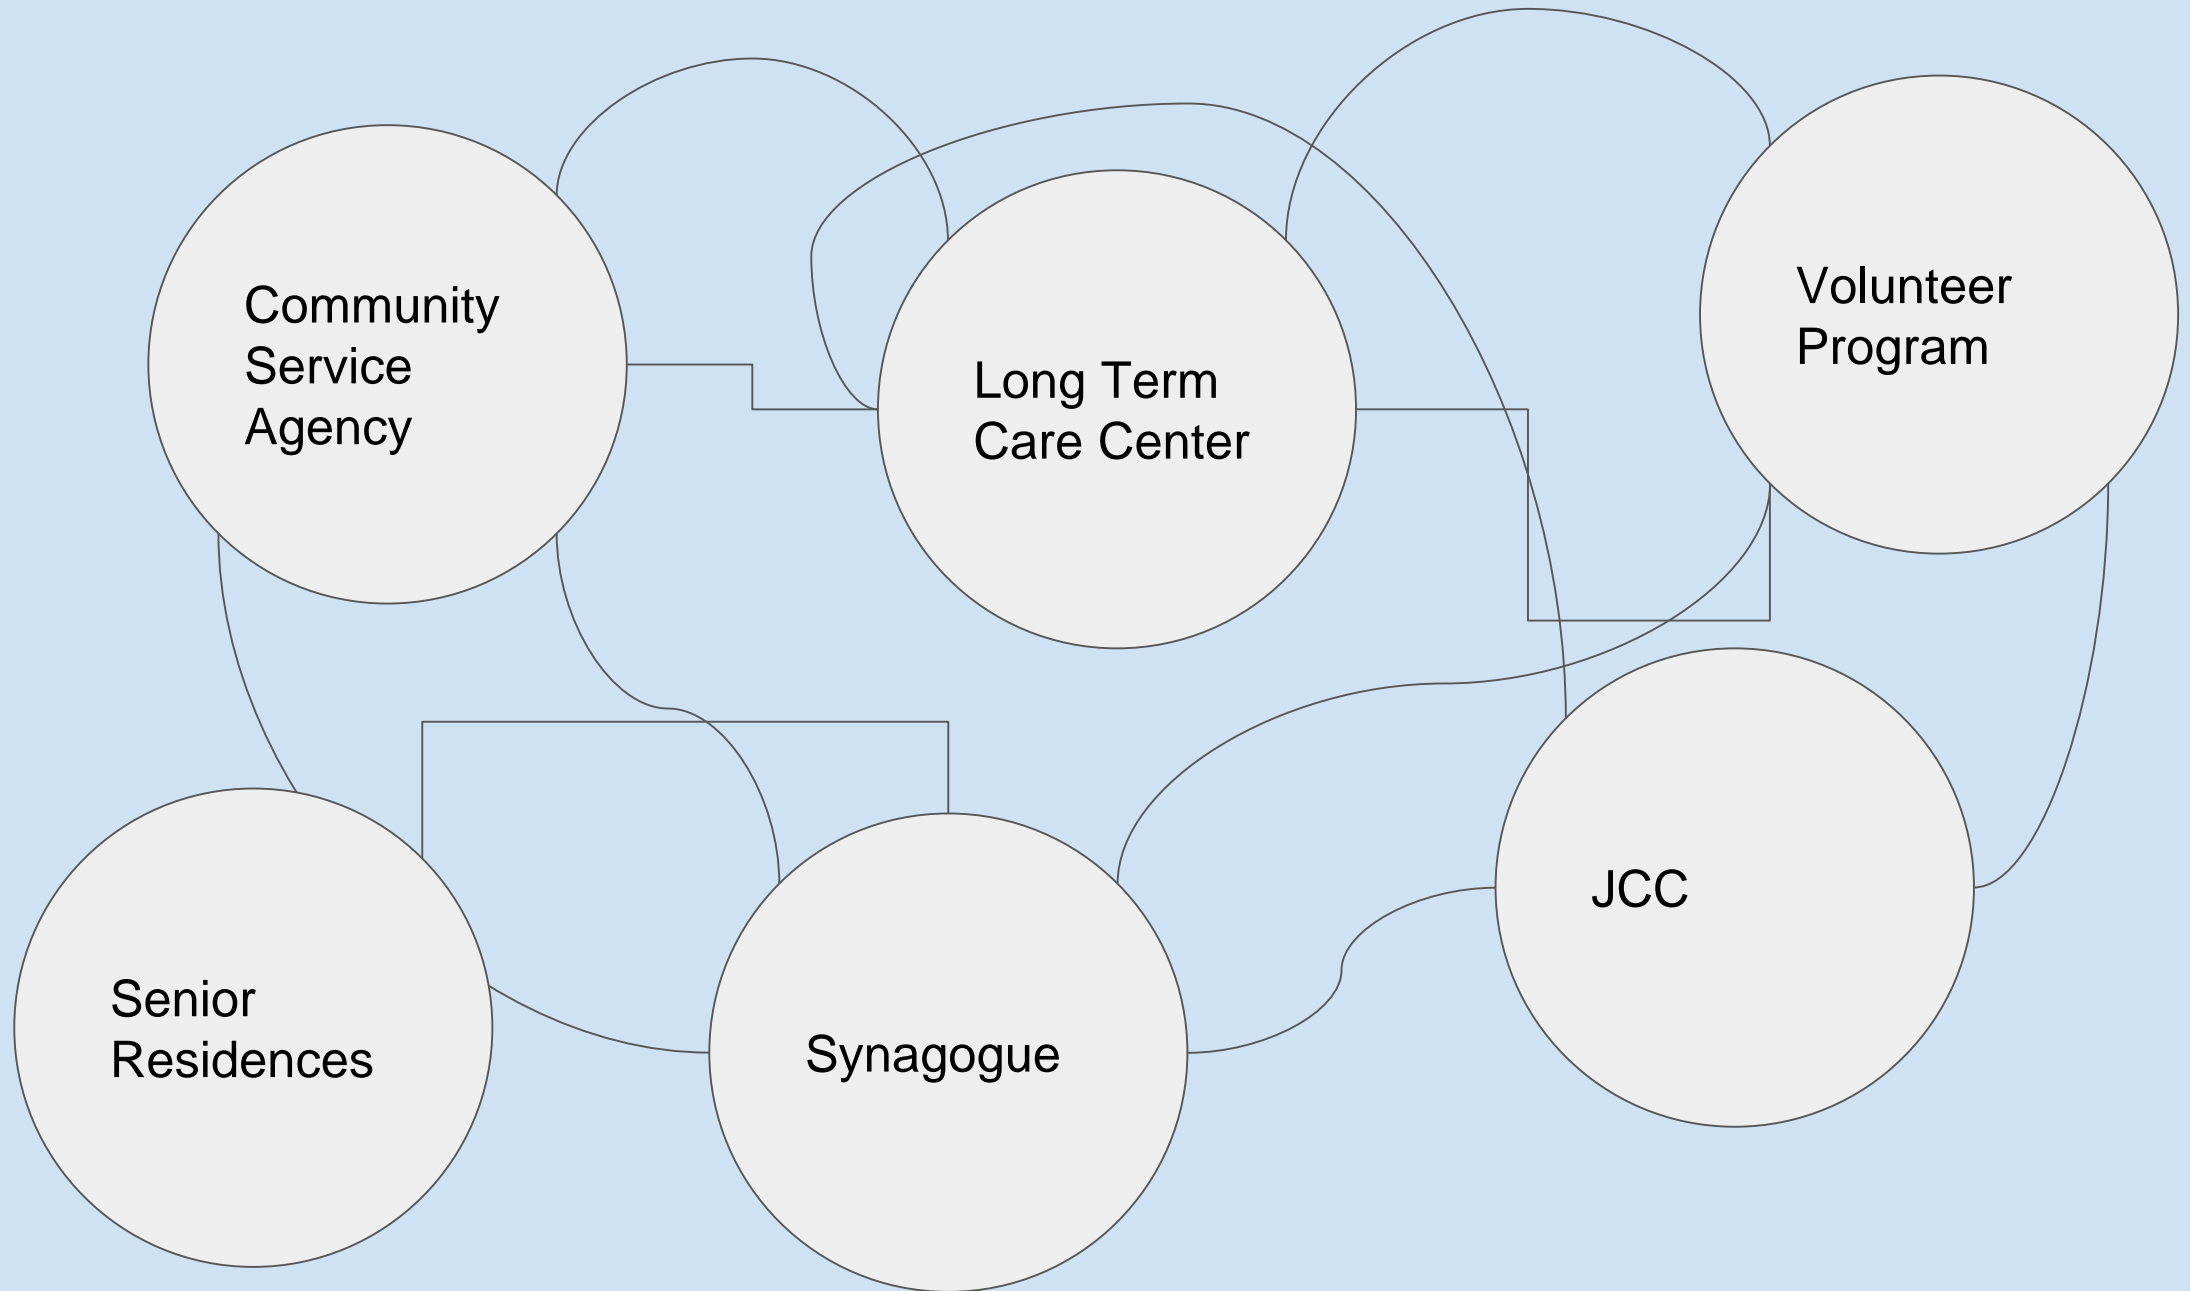 Community
Service
Agency
Long Term
Care Center
Volunteer
Program
Senior
Residences
Synagogue
JCC